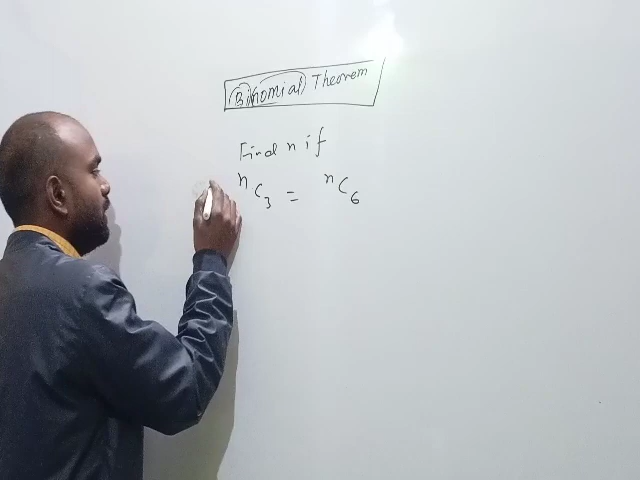 Binomial Theorem
Find n if
ⁿC₃ = ⁿC₆